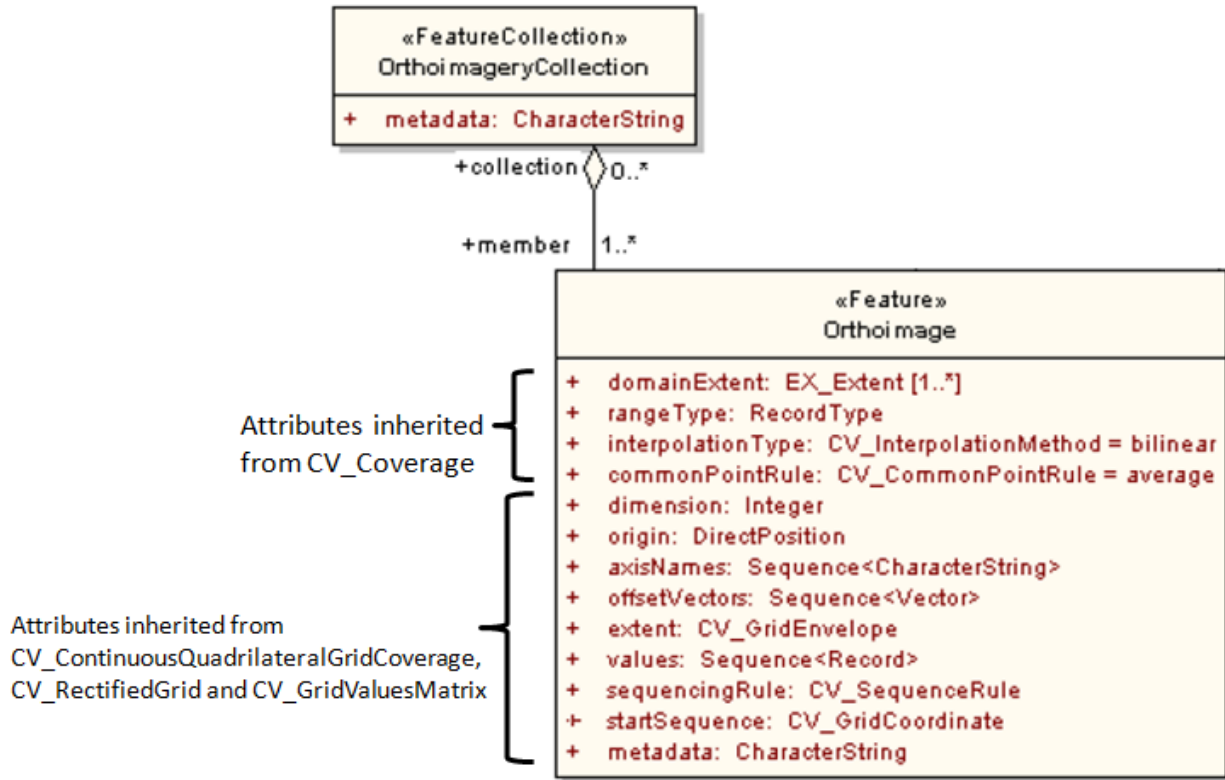 «FeatureCollection»
OrthoimageryCollection
+ metadata: CharacterString
+collection 0..*
+member 1..*
«Feature»
Orthoimage
+ domainExtent: EX_Extent [1..*]
+ rangeType: RecordType
+ interpolationType: CV_InterpolationMethod = bilinear
+ commonPointRule: CV_CommonPointRule = average
+ dimension: Integer
+ origin: DirectPosition
+ axisNames: Sequence<CharacterString>
+ offsetVectors: Sequence<Vector>
+ extent: CV_GridEnvelope
+ values: Sequence<Record>
+ sequencingRule: CV_SequenceRule
+ startSequence: CV_GridCoordinate
+ metadata: CharacterString
Attributes inherited
from CV_Coverage
Attributes inherited from
CV_ContinuousQuadrilateralGridCoverage,
CV_RectifiedGrid and CV_GridValuesMatrix